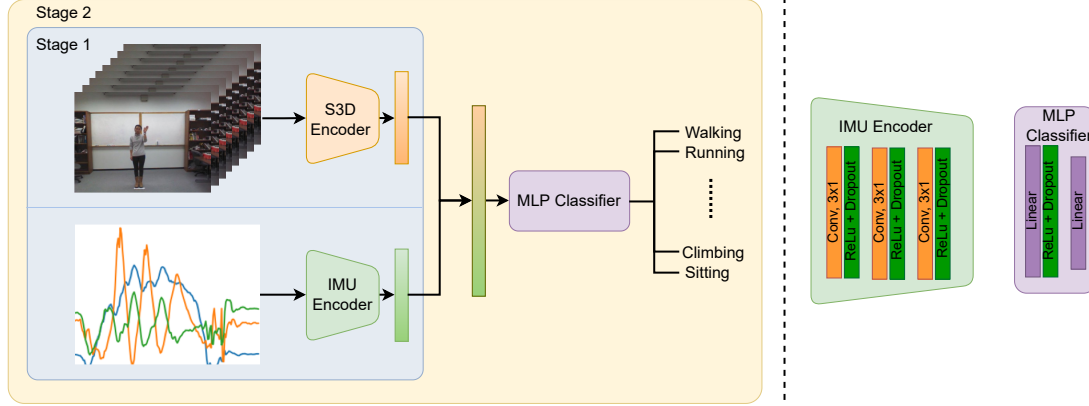 Stage 2
Stage 1
S3D
Encoder
IMU
Encoder
MLP Classifier
Walking
Running
Climbing
Sitting
IMU Encoder
Conv, 3x1
ReLu + Dropout
Conv, 3x1
ReLu + Dropout
Conv, 3x1
ReLu + Dropout
MLP
Classifier
Linear
ReLu + Dropout
Linear